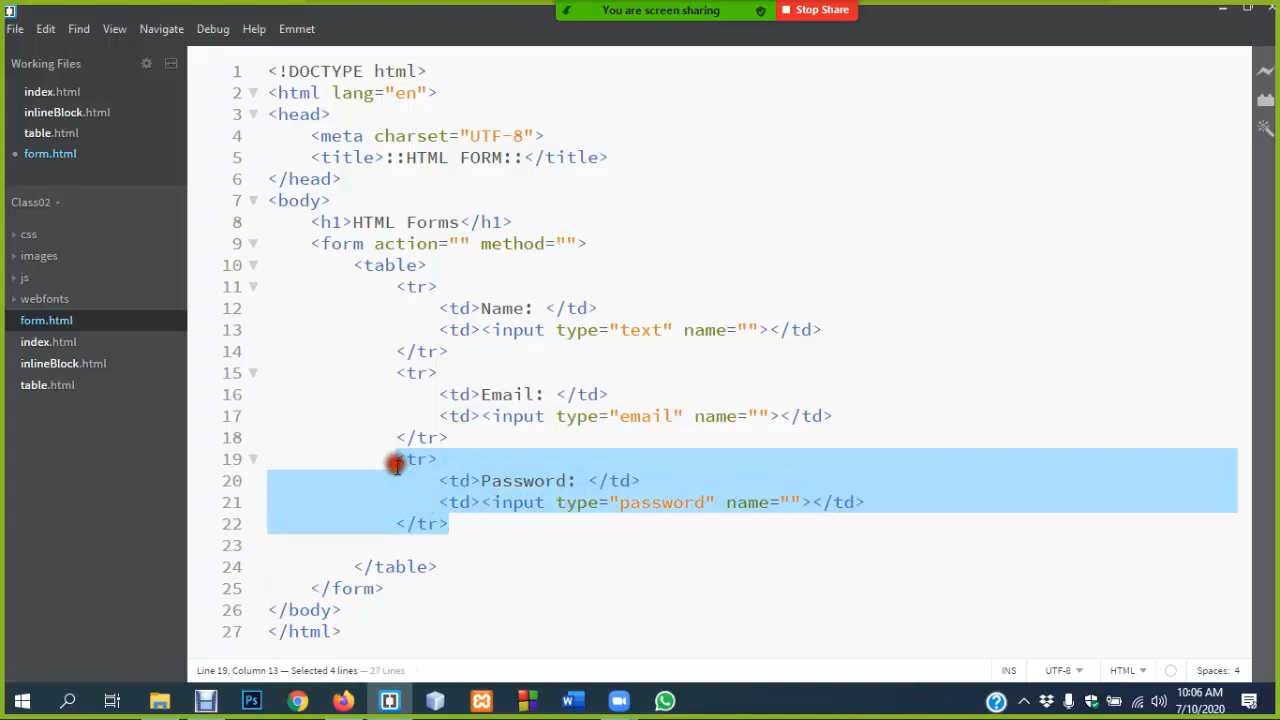 You are screen sharing
Stop Share
File Edit Find View Navigate Debug Help Emmet
Working Files
index.html
inlineBlock.html
table.html
• form.html
Class02
css
images
js
webfonts
form.html
index.html
inlineBlock.html
table.html
1 <!DOCTYPE html>
2 <html lang="en">
3 <head>
4 <meta charset="UTF-8">
5 <title>::HTML FORM::</title>
6 </head>
7 <body>
8 <h1>HTML Forms</h1>
9 <form action="" method="">
10 <table>
11 <tr>
12 <td>Name: </td>
13 <td><input type="text" name=""></td>
14 </tr>
15 <tr>
16 <td>Email: </td>
17 <td><input type="email" name=""></td>
18 </tr>
19 <tr>
20 <td>Password: </td>
21 <td><input type="password" name=""></td>
22 </tr>
23
24 </table>
25 </form>
26 </body>
27 </html>
Line 19, Column 13 — Selected 4 lines — 27 Lines
INS UTF-8 HTML Spaces: 4
Ps
W
10:06 AM
7/10/2020